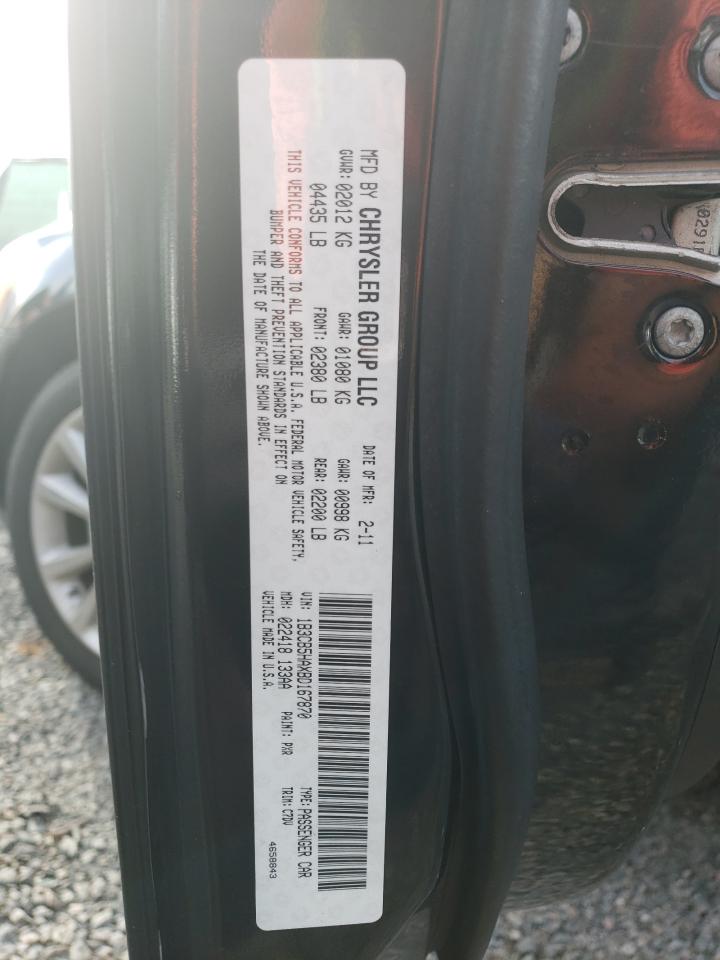 MFD BY CHRYSLER GROUP LLC
DATE OF MFR: 2-11
GVWR: 02012 KG GAWR: 01080 KG GAWR: 00998 KG
04435 LB FRONT: 02380 LB REAR: 02200 LB
THIS VEHICLE CONFORMS TO ALL APPLICABLE U.S.A. FEDERAL MOTOR VEHICLE SAFETY,
BUMPER AND THEFT PREVENTION STANDARDS IN EFFECT ON
THE DATE OF MANUFACTURE SHOWN ABOVE.
VIN: 1B3CB5HAXBD167870 TYPE: PASSENGER CAR
MDH: 022418 133AA PAINT: PXR TRIM: C7DV
VEHICLE MADE IN U.S.A.
4658843